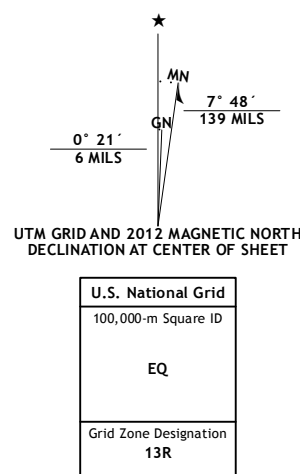 ★
MN
7° 48´
139 MILS
GN
0° 21´
6 MILS
UTM GRID AND 2012 MAGNETIC NORTH
DECLINATION AT CENTER OF SHEET
U.S. National Grid
100,000-m Square ID
EQ
Grid Zone Designation
13R